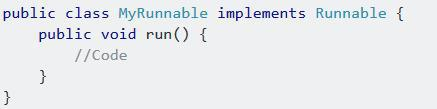 public class MyRunnable implements Runnable {
    public void run() {
        //Code
    }
}